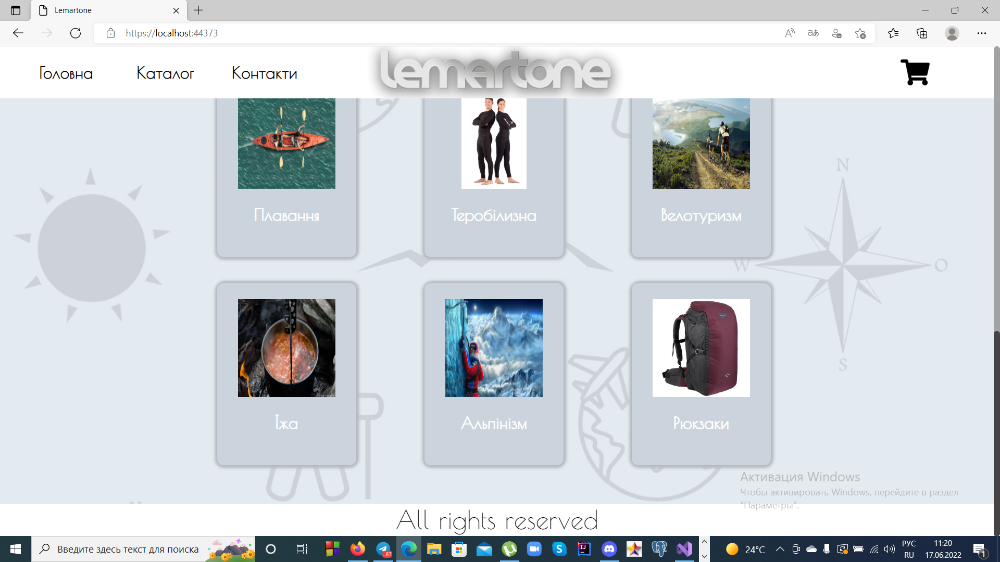 Lemartone
https://localhost:44373
Головна Каталог Контакти
lemartone
Плавання Теробілизна Велотуризм
N
W O
S
Їжа Альпінізм Рюкзаки
Активация Windows
Чтобы активировать Windows, перейдите в раздел
"Параметры".
All rights reserved
Введите здесь текст для поиска
.87
24°C
РУС
RU
11:20
17.06.2022
1